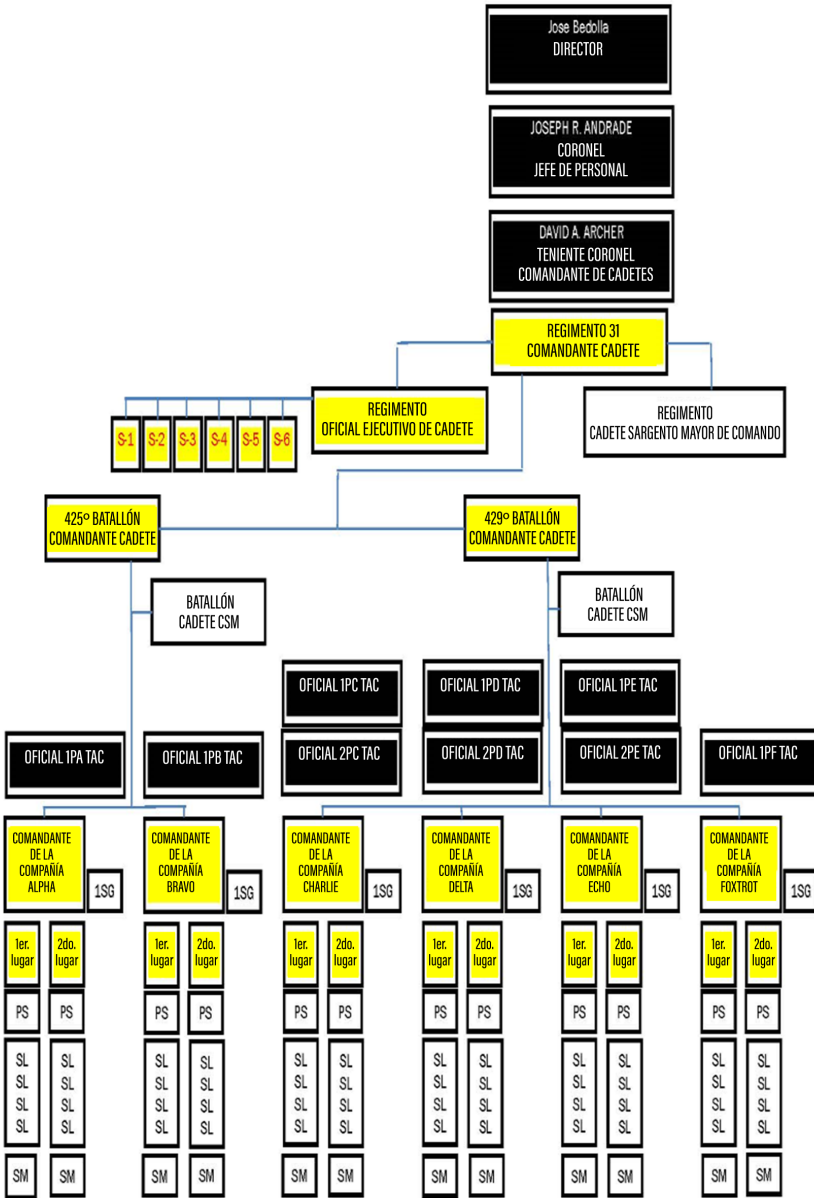 Jose Bedolla
DIRECTOR
JOSEPH R. ANDRADE
CORONEL
JEFE DE PERSONAL
DAVID A. ARCHER
TENIENTE CORONEL
COMANDANTE DE CADETES
REGIMENTO 31
COMANDANTE CADETE
REGIMENTO
OFICIAL EJECUTIVO DE CADETE
REGIMENTO
CADETE SARGENTO MAYOR DE COMANDO
S-1 S-2 S-3 S-4 S-5 S-6
425º BATALLÓN
COMANDANTE CADETE
429º BATALLÓN
COMANDANTE CADETE
BATALLÓN
CADETE CSM
BATALLÓN
CADETE CSM
OFICIAL 1PC TAC OFICIAL 1PD TAC OFICIAL 1PE TAC
OFICIAL 1PA TAC OFICIAL 1PB TAC OFICIAL 2PC TAC OFICIAL 2PD TAC OFICIAL 2PE TAC OFICIAL 1PF TAC
COMANDANTE
DE LA
COMPAÑÍA
ALPHA
1SG
COMANDANTE
DE LA
COMPAÑÍA
BRAVO
1SG
COMANDANTE
DE LA
COMPAÑÍA
CHARLIE
1SG
COMANDANTE
DE LA
COMPAÑÍA
DELTA
1SG
COMANDANTE
DE LA
COMPAÑÍA
ECHO
1SG
COMANDANTE
DE LA
COMPAÑÍA
FOXTROT
1SG
1er. 2do. 1er. 2do. 1er. 2do. 1er. 2do. 1er. 2do. 1er. 2do.
lugar lugar lugar lugar lugar lugar lugar lugar lugar lugar lugar lugar
PS PS PS PS PS PS PS PS PS PS PS PS
SL SL SL SL SL SL SL SL SL SL SL SL
SL SL SL SL SL SL SL SL SL SL SL SL
SL SL SL SL SL SL SL SL SL SL SL SL
SL SL SL SL SL SL SL SL SL SL SL SL
SM SM SM SM SM SM SM SM SM SM SM SM